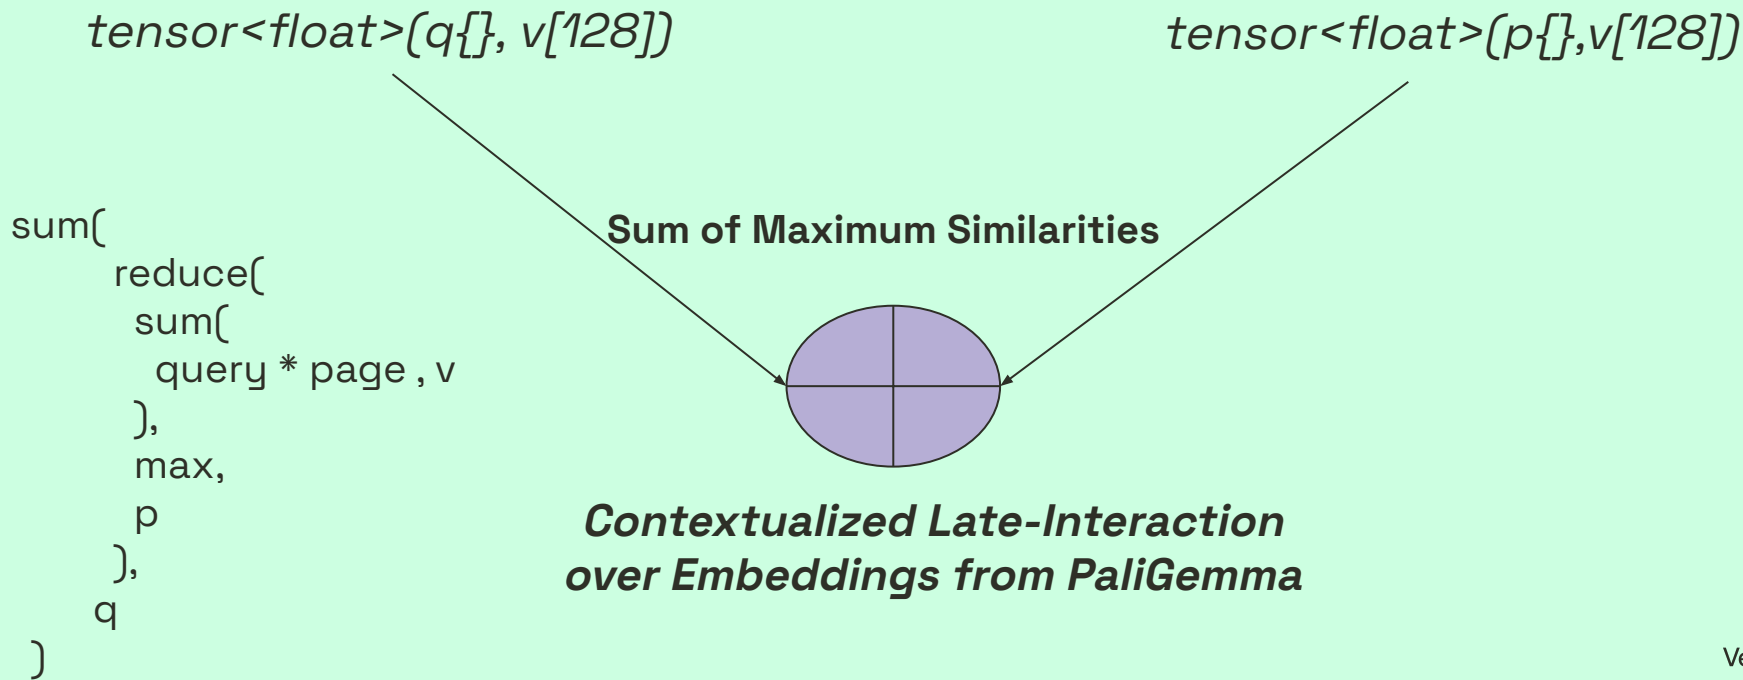 tensor<float>(q{}, v[128])
tensor<float>(p{},v[128])
sum(
reduce(
sum(
query * page , v
),
max,
p
),
q
)
Sum of Maximum Similarities
Contextualized Late-Interaction
over Embeddings from PaliGemma